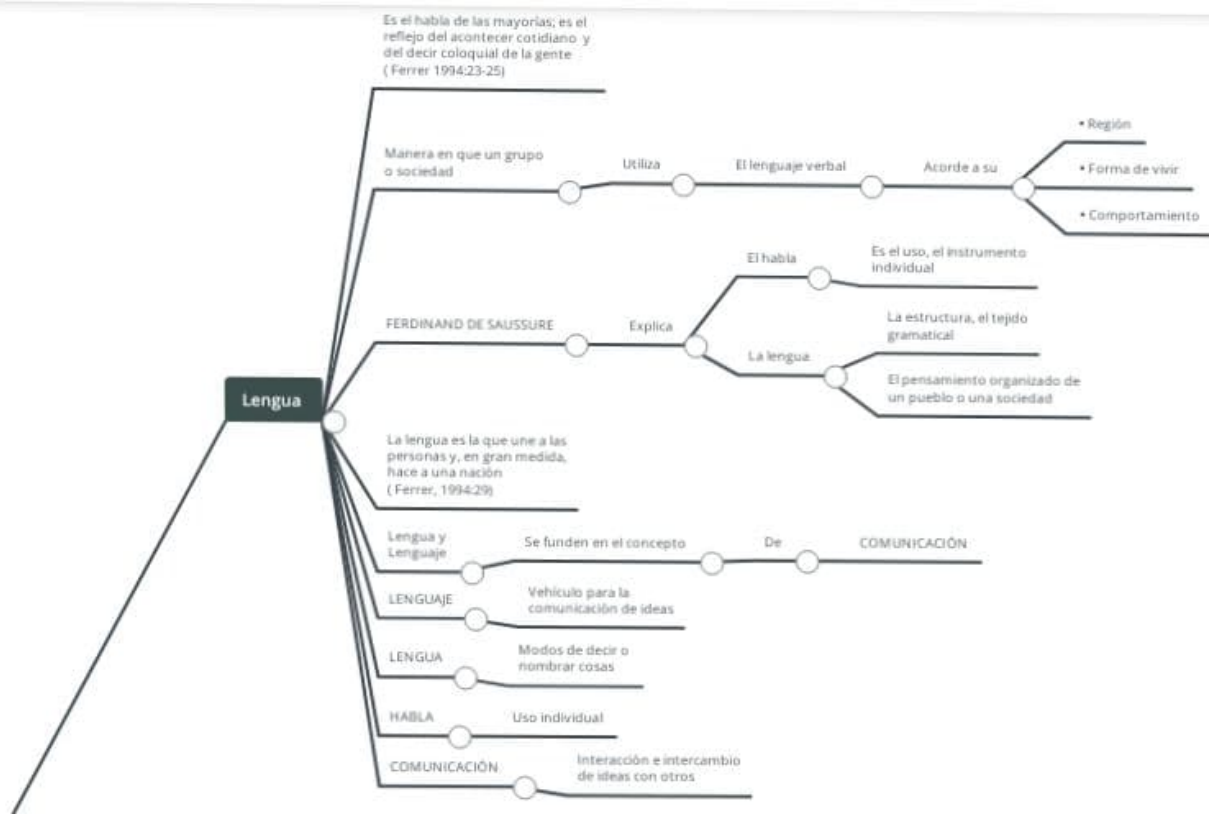 Es el habla de las mayorías; es el
reflejo del acontecer cotidiano y
del decir coloquial de la gente
( Ferrer 1994:23-25)
Manera en que un grupo
o sociedad
Utiliza
El lenguaje verbal
Acorde a su
• Región
• Forma de vivir
• Comportamiento
FERDINAND DE SAUSSURE
Explica
El habla
Es el uso, el instrumento
individual
La lengua
La estructura, el tejido
gramatical
El pensamiento organizado de
un pueblo o una sociedad
Lengua
La lengua es la que une a las
personas y, en gran medida,
hace a una nación
( Ferrer, 1994:29)
Lengua y
Lenguaje
Se funden en el concepto
De
COMUNICACIÓN
LENGUAJE
Vehículo para la
comunicación de ideas
LENGUA
Modos de decir o
nombrar cosas
HABLA
Uso individual
COMUNICACIÓN
Interacción e intercambio
de ideas con otros